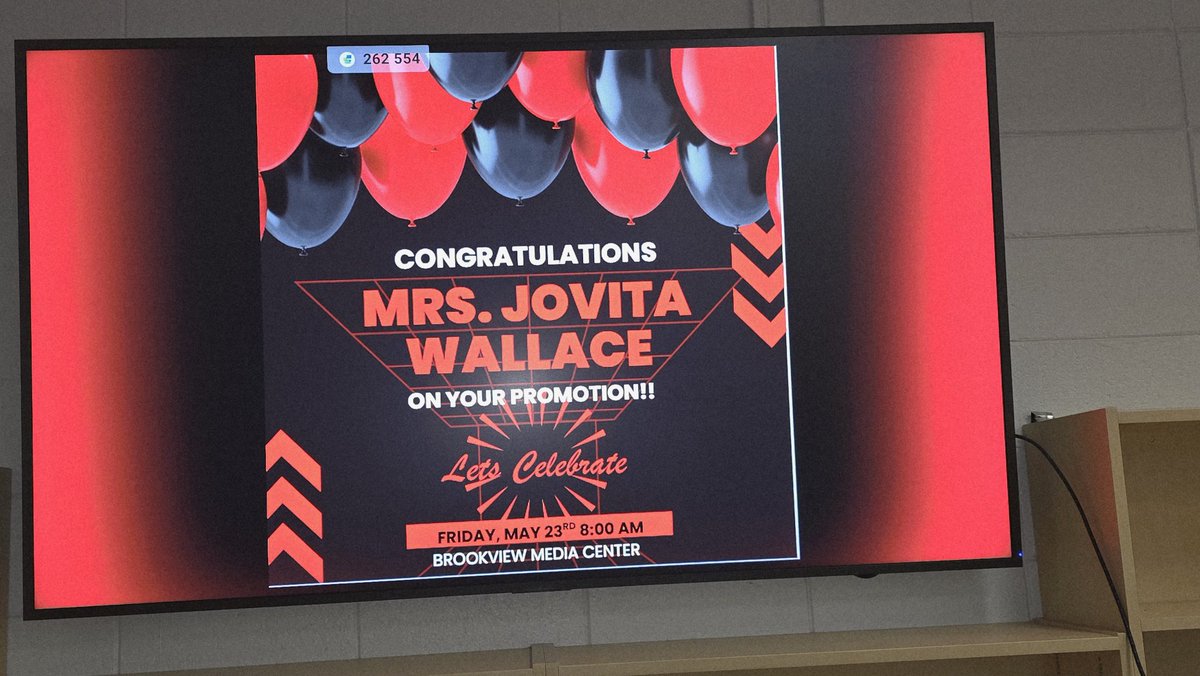 262 554
CONGRATULATIONS
MRS. JOVITA
WALLACE
ON YOUR PROMOTION!!
Lets Celebrate
FRIDAY, MAY 23RD 8:00 AM
BROOKVIEW MEDIA CENTER